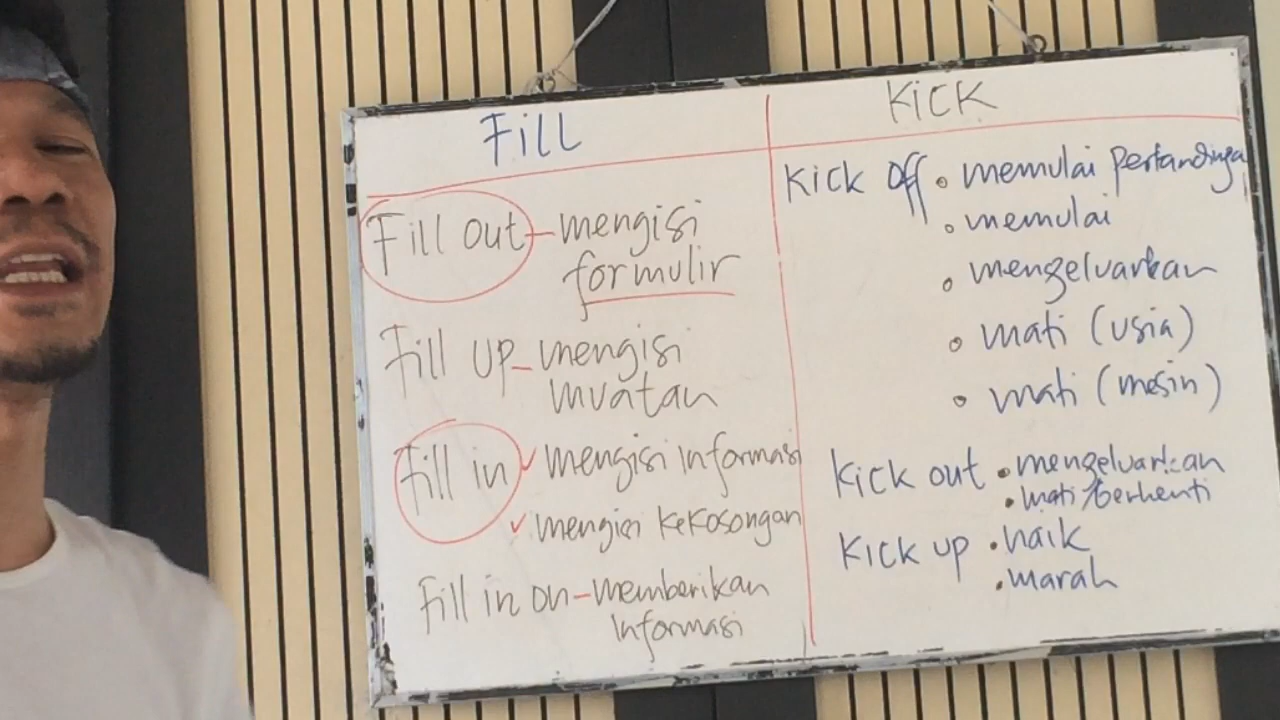 Fill
Fill out - mengisi
formulir
Fill up - mengisi
muatan
Fill in ✓ mengisi informasi
✓ mengisi kekosongan
Fill in on - memberikan
Informasi
Kick
Kick off • memulai pertandinga
• memulai
• mengeluarkan
• mati (usia)
• mati (mesin)
Kick out • mengeluarkan
• mati/berhenti
Kick up • naik
• marah